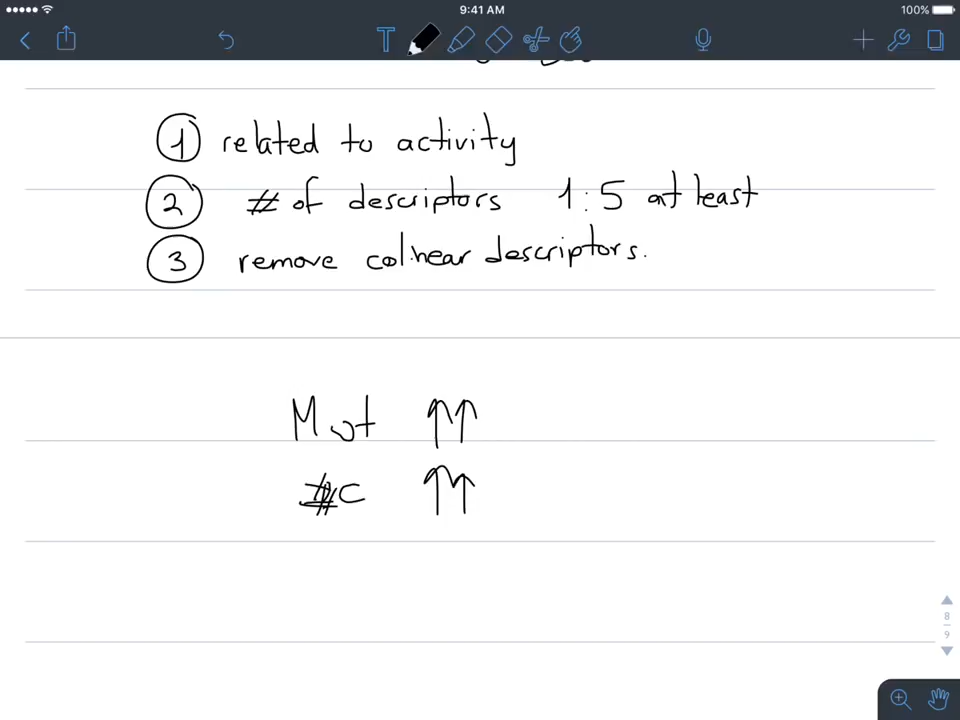 9:41 AM
100%
T
1 related to activity
2 # of descriptors 1:5 at least
3 remove colinear descriptors.
M wt ↑↑
#C ↑↑
8
9